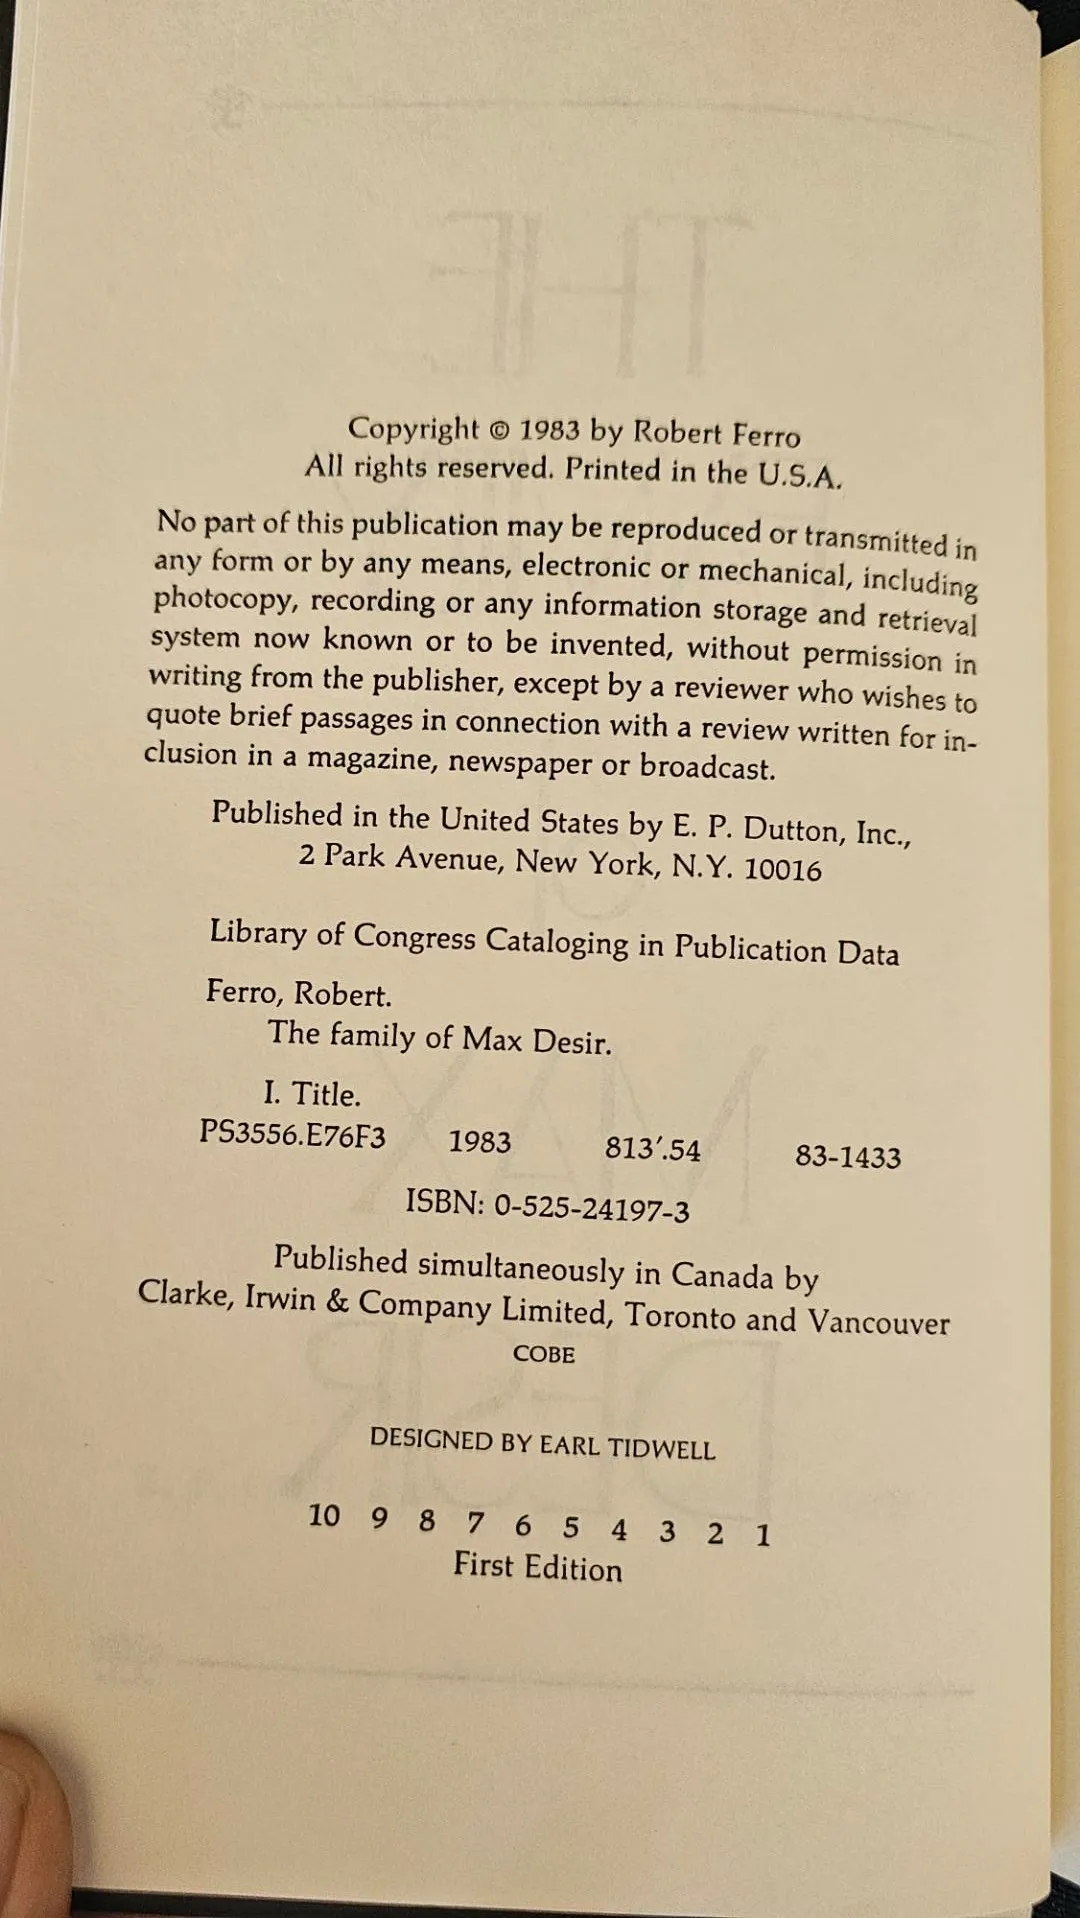 Copyright © 1983 by Robert Ferro
All rights reserved. Printed in the U.S.A.
No part of this publication may be reproduced or transmitted in
any form or by any means, electronic or mechanical, including
photocopy, recording or any information storage and retrieval
system now known or to be invented, without permission in
writing from the publisher, except by a reviewer who wishes to
quote brief passages in connection with a review written for in-
clusion in a magazine, newspaper or broadcast.
Published in the United States by E. P. Dutton, Inc.,
2 Park Avenue, New York, N.Y. 10016
Library of Congress Cataloging in Publication Data
Ferro, Robert.
The family of Max Desir.
I. Title.
PS3556.E76F3 1983 813′.54 83-1433
ISBN: 0-525-24197-3
Published simultaneously in Canada by
Clarke, Irwin & Company Limited, Toronto and Vancouver
COBE
DESIGNED BY EARL TIDWELL
10 9 8 7 6 5 4 3 2 1
First Edition